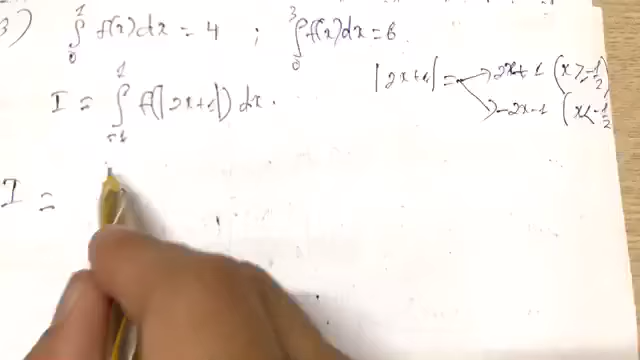 3) ∫₀¹ f(x)dx = 4 ; ∫₀³ f(x)dx = 6
|2x+1| = → 2x+1 (x ≥ -1/2)
→ -2x-1 (x < -1/2)
I = ∫₋₁¹ f(|2x+1|) dx.
I =